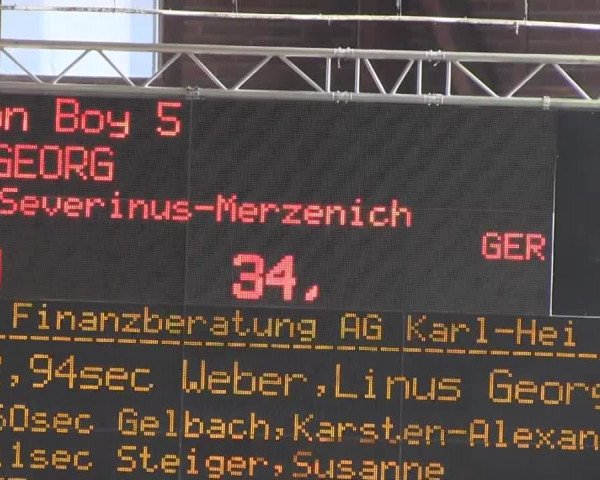 on Boy 5
GEORG
Severinus-Merzenich
GER
34,
Finanzberatung AG Karl-Hei
,94sec Weber,Linus Georg
60sec Gelbach,Karsten-Alexan
1sec Steiger,Susanne